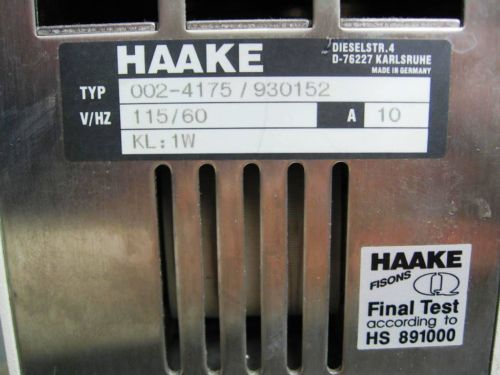 HAAKE
DIESELSTR.4
D-76227 KARLSRUHE
MADE IN GERMANY
TYP 002-4175/930152
V/HZ 115/60 A 10
KL:1W
HAAKE
FISONS
Final Test
according to
HS 891000